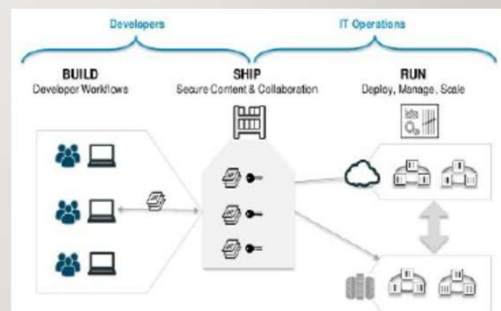 Developers
IT Operations
BUILD
Developer Workflows
SHIP
Secure Content & Collaboration
RUN
Deploy, Manage, Scale